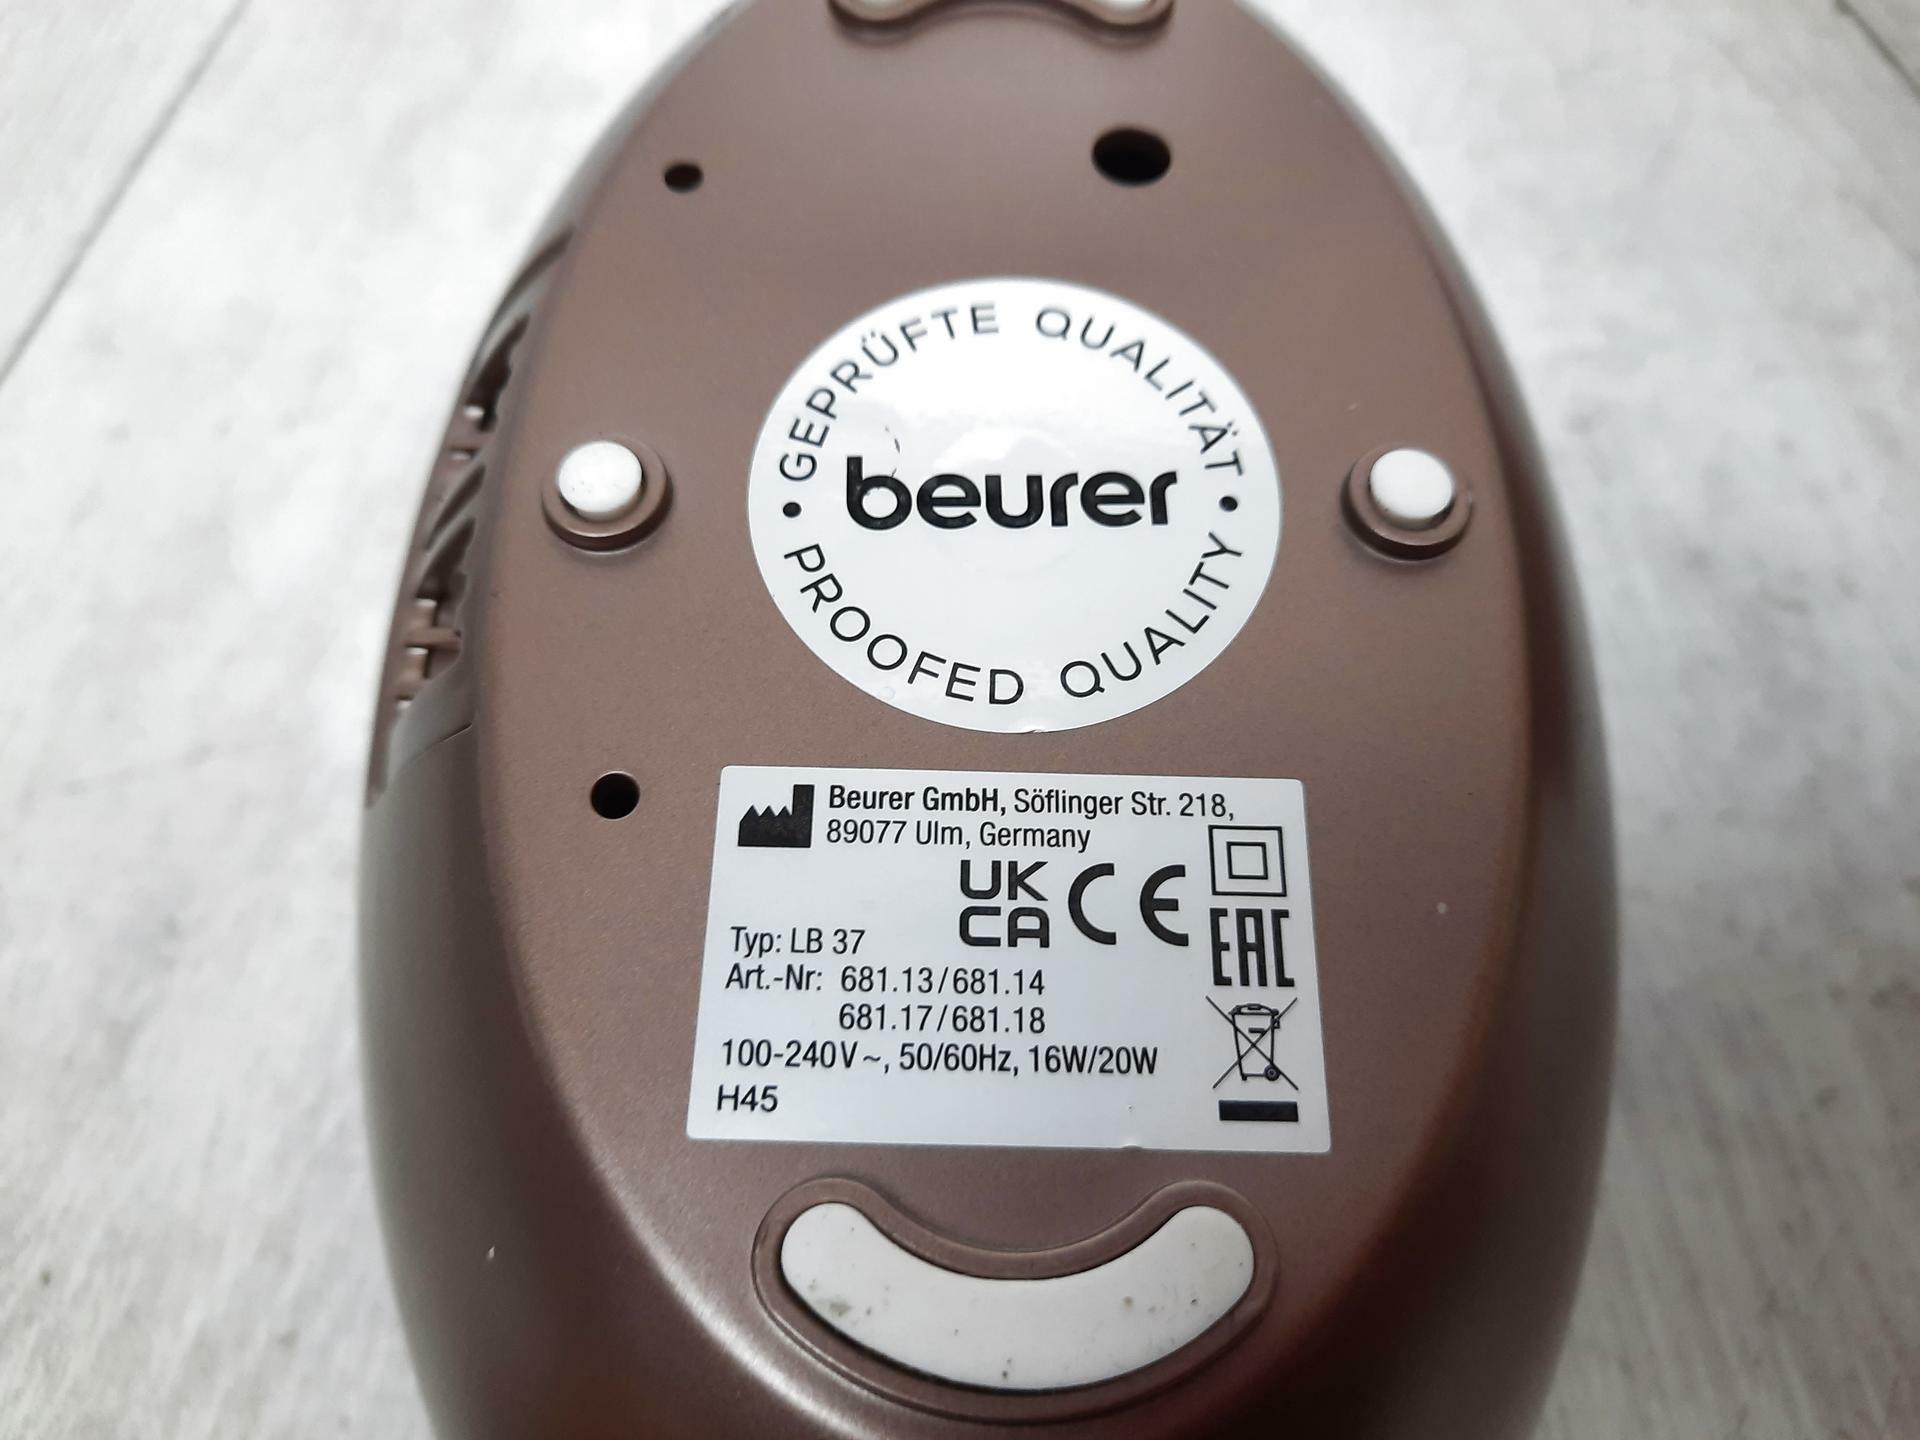 GEPRÜFTE QUALITÄT
beurer
PROOFED QUALITY
Beurer GmbH, Söflinger Str. 218,
89077 Ulm, Germany
UK
CA CE
EAC
Typ: LB 37
Art.-Nr: 681.13/681.14
681.17/681.18
100-240V~, 50/60Hz, 16W/20W
H45